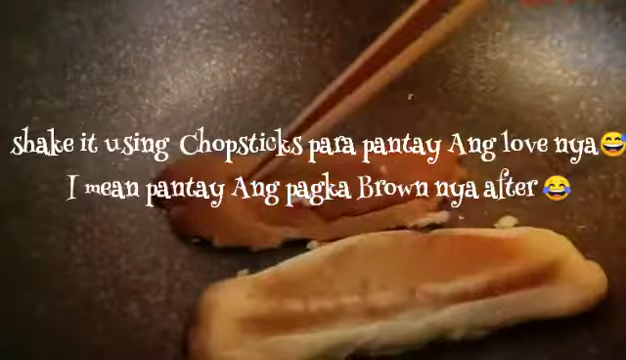 shake it using Chopsticks para pantay Ang love nya😅
I mean pantay Ang pagka Brown nya after 😂